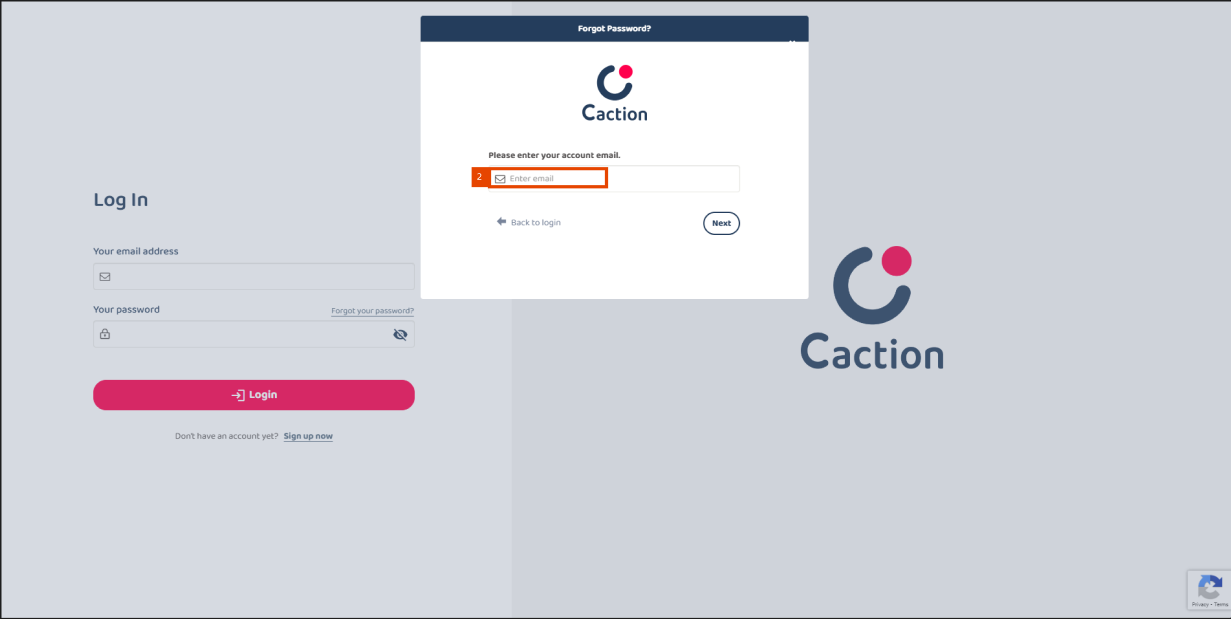 Forgot Password?
Caction
Please enter your account email.
2
Enter email
Back to login
Next
Log In
Your email address
Your password
Forgot your password?
Login
Don't have an account yet? Sign up now
Caction
Privacy - Terms